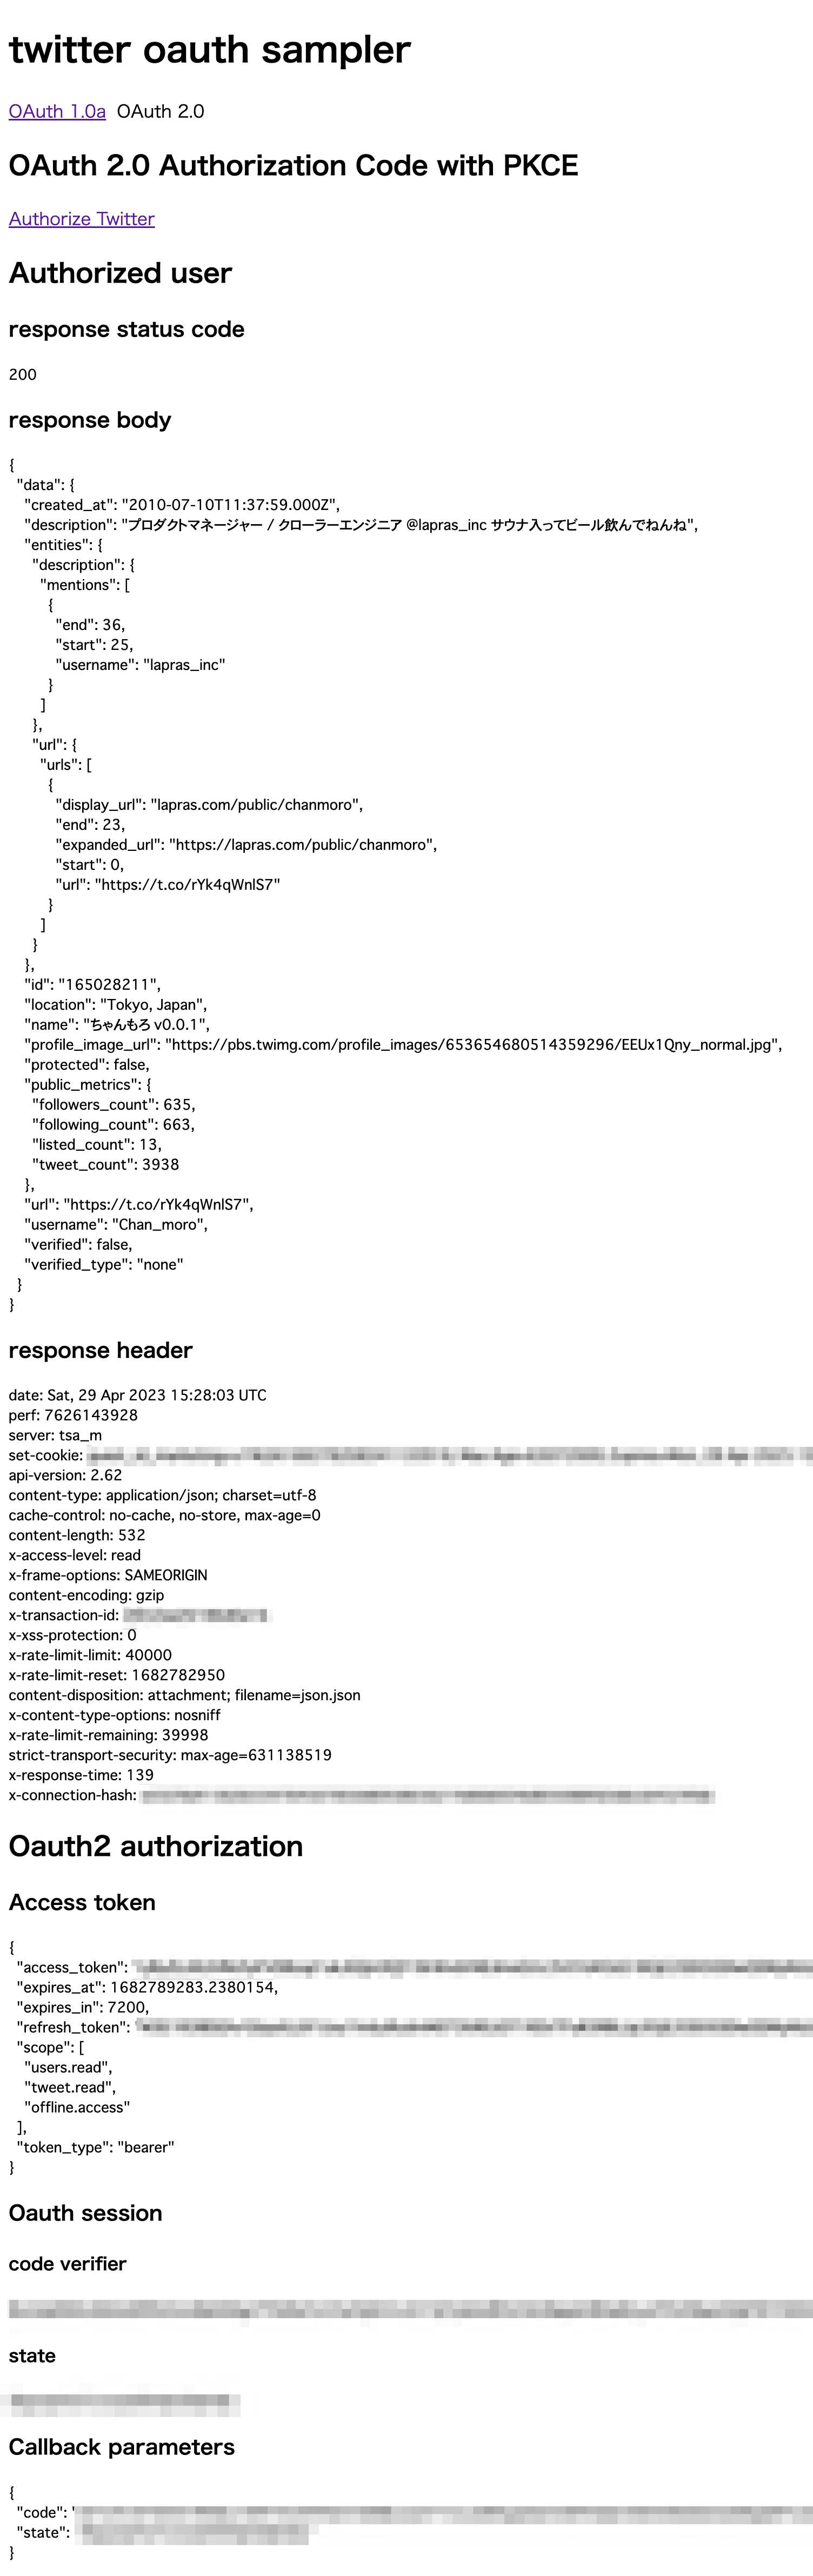 twitter oauth sampler
OAuth 1.0a OAuth 2.0
OAuth 2.0 Authorization Code with PKCE
Authorize Twitter
Authorized user
response status code
200
response body
{
"data": {
"created_at": "2010-07-10T11:37:59.000Z",
"description": "プロダクトマネージャー / クローラーエンジニア @lapras_inc サウナ入ってビール飲んでねんね",
"entities": {
"description": {
"mentions": [
{
"end": 36,
"start": 25,
"username": "lapras_inc"
}
]
},
"url": {
"urls": [
{
"display_url": "lapras.com/public/chanmoro",
"end": 23,
"expanded_url": "https://lapras.com/public/chanmoro",
"start": 0,
"url": "https://t.co/rYk4qWnlS7"
}
]
}
},
"id": "165028211",
"location": "Tokyo, Japan",
"name": "ちゃんもろ v0.0.1",
"profile_image_url": "https://pbs.twimg.com/profile_images/653654680514359296/EEUx1Qny_normal.jpg",
"protected": false,
"public_metrics": {
"followers_count": 635,
"following_count": 663,
"listed_count": 13,
"tweet_count": 3938
},
"url": "https://t.co/rYk4qWnlS7",
"username": "Chan_moro",
"verified": false,
"verified_type": "none"
}
}
response header
date: Sat, 29 Apr 2023 15:28:03 UTC
perf: 7626143928
server: tsa_m
set-cookie:
api-version: 2.62
content-type: application/json; charset=utf-8
cache-control: no-cache, no-store, max-age=0
content-length: 532
x-access-level: read
x-frame-options: SAMEORIGIN
content-encoding: gzip
x-transaction-id:
x-xss-protection: 0
x-rate-limit-limit: 40000
x-rate-limit-reset: 1682782950
content-disposition: attachment; filename=json.json
x-content-type-options: nosniff
x-rate-limit-remaining: 39998
strict-transport-security: max-age=631138519
x-response-time: 139
x-connection-hash:
Oauth2 authorization
Access token
{
"access_token": "
"expires_at": 1682789283.2380154,
"expires_in": 7200,
"refresh_token": "
"scope": [
"users.read",
"tweet.read",
"offline.access"
],
"token_type": "bearer"
}
Oauth session
code verifier
state
Callback parameters
{
"code": "
"state":
}